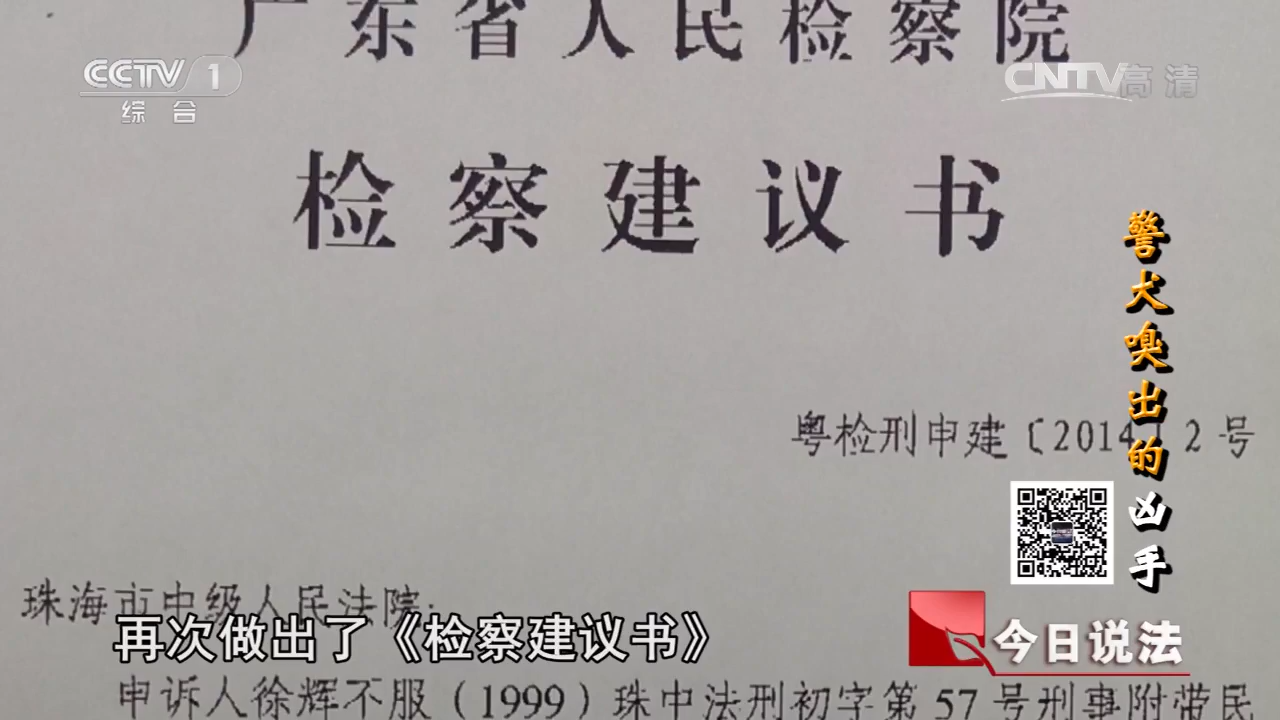 广东省人民检察院
CCTV 1
综合
CNTV高清
检察建议书
警犬嗅出的凶手
粤检刑申建〔2014〕2号
珠海市中级人民法院:
再次做出了《检察建议书》
今日说法
申诉人徐辉不服（1999）珠中法刑初字第57号刑事附带民